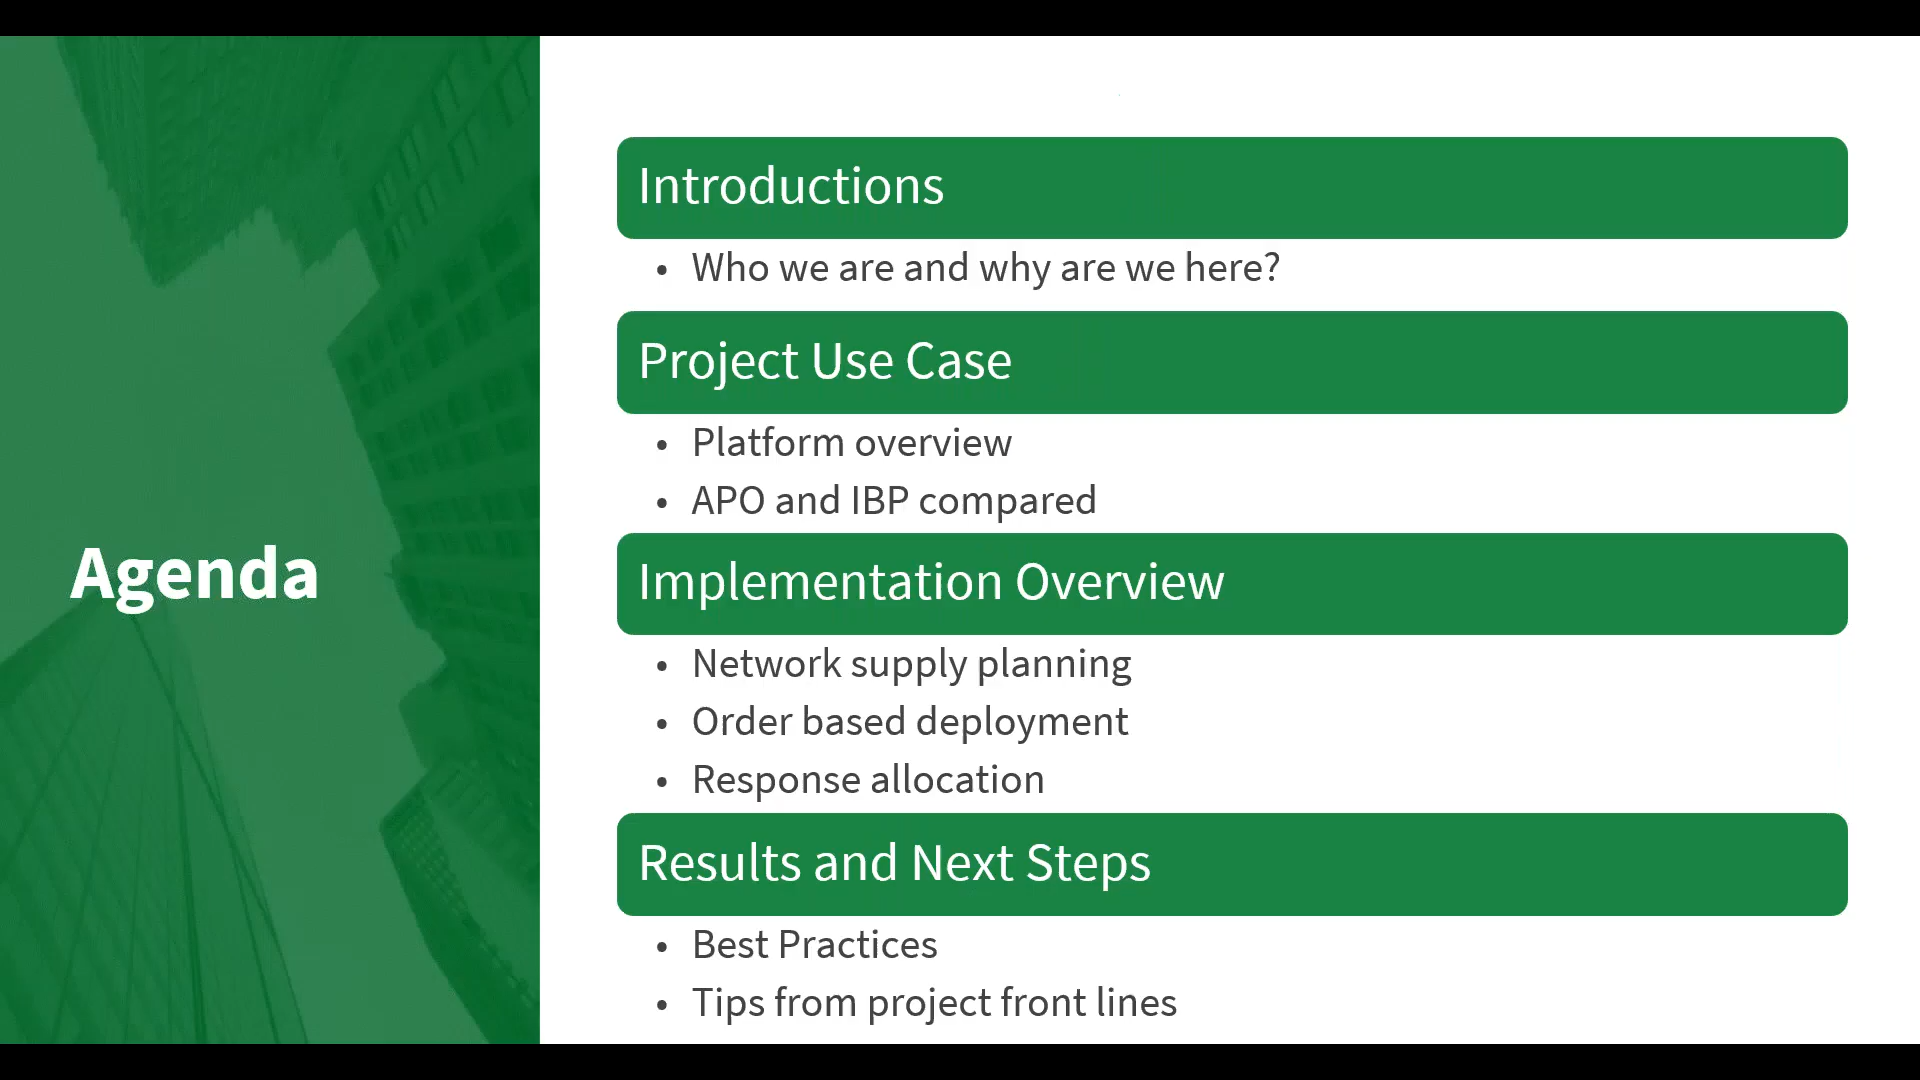 Agenda
Introductions
• Who we are and why are we here?
Project Use Case
• Platform overview
• APO and IBP compared
Implementation Overview
• Network supply planning
• Order based deployment
• Response allocation
Results and Next Steps
• Best Practices
• Tips from project front lines